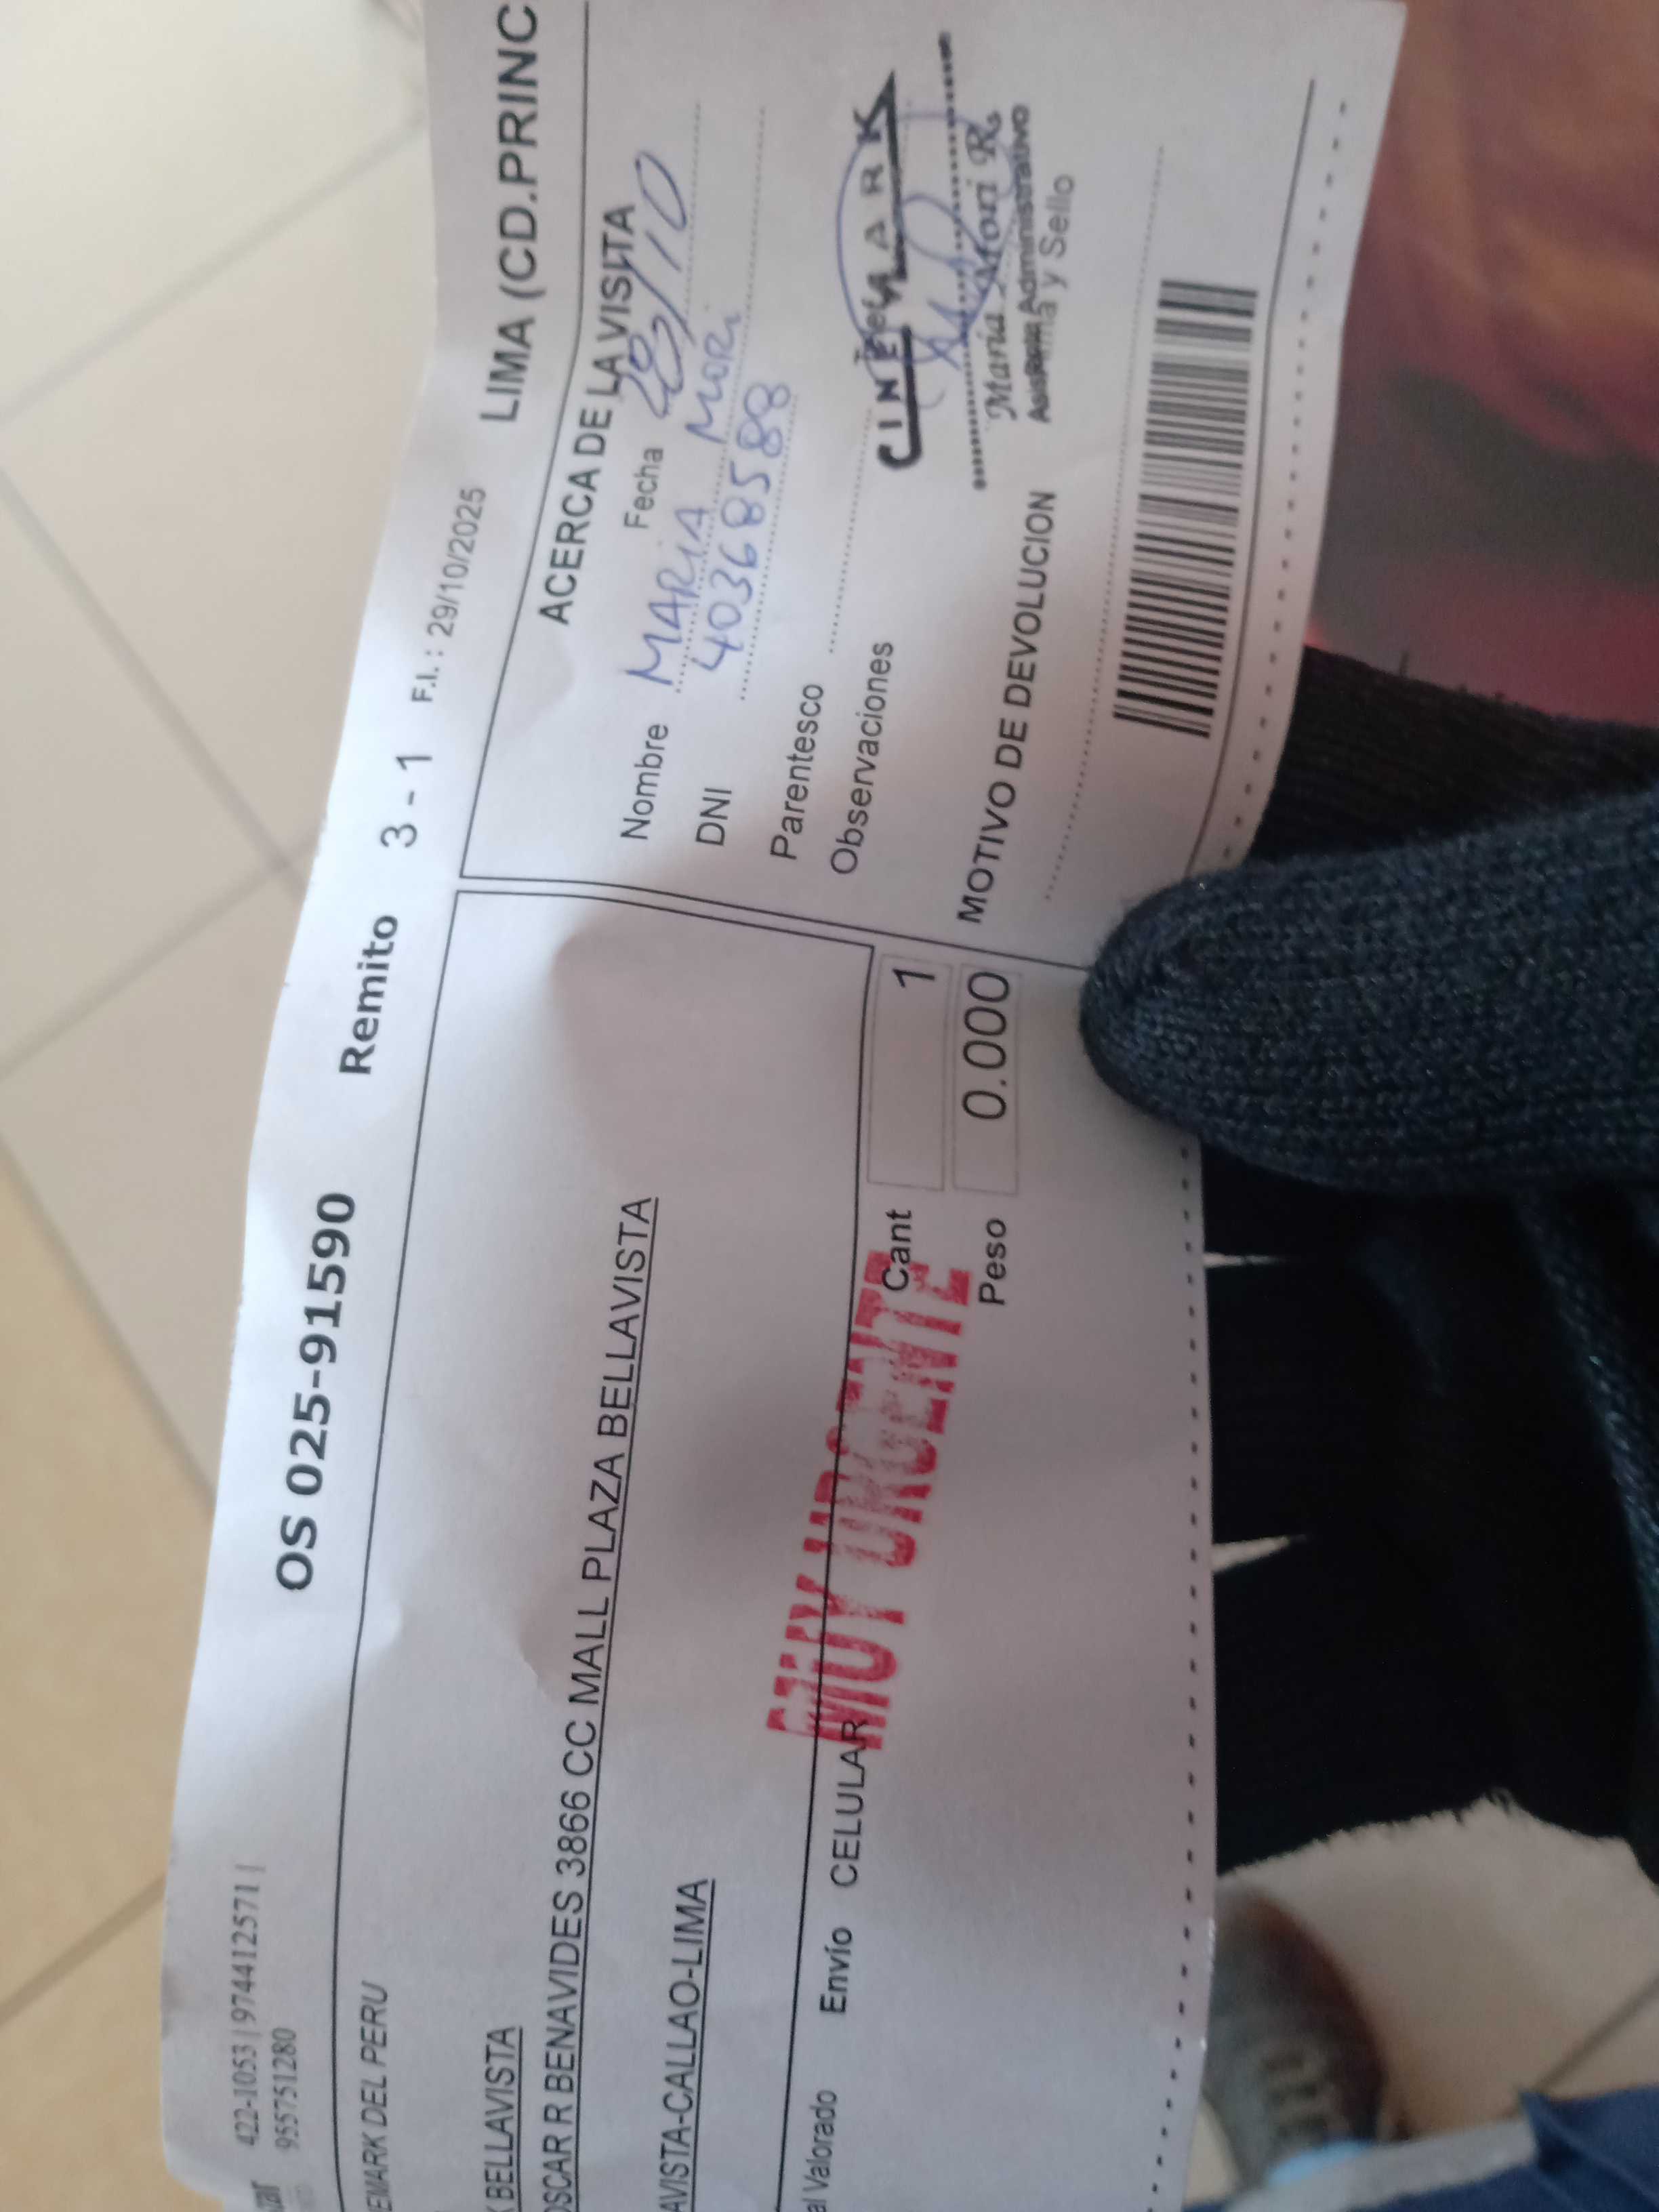 422-1053 | 974412571 |
955751280
OS 025-91590
Remito 3 - 1 F.I. : 29/10/2025 LIMA (CD.PRINC
EMARK DEL PERU
BELLAVISTA
OSCAR R BENAVIDES 3866 CC MALL PLAZA BELLAVISTA
AVISTA-CALLAO-LIMA
al Valorado Envío CELULAR
MUY URGENTE
Cant 1
Peso 0.000
ACERCA DE LA VISITA
Fecha 28/10
Nombre MARIA MORI
DNI 40368588
Parentesco
Observaciones
CINEMARK
Maria Mori R.
Administrativo
Firma y Sello
MOTIVO DE DEVOLUCION